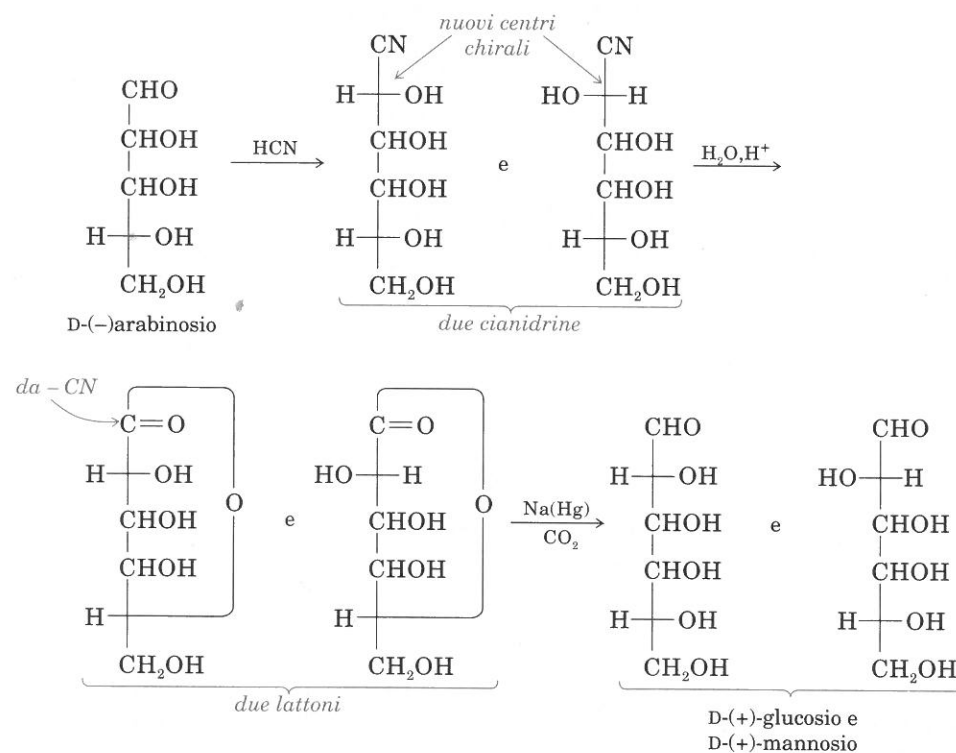 nuovi centri
chirali
CHO
CHOH
CHOH
H OH
CH₂OH
D-(−)arabinosio
HCN
CN
H OH
CHOH
CHOH
H OH
CH₂OH
e
CN
HO H
CHOH
CHOH
H OH
CH₂OH
H₂O,H⁺
due cianidrine
da – CN
C=O
H OH
CHOH
CHOH
H
CH₂OH
O
e
C=O
HO H
CHOH
CHOH
H
CH₂OH
O
due lattoni
Na(Hg)
CO₂
CHO
H OH
CHOH
CHOH
H OH
CH₂OH
e
CHO
HO H
CHOH
CHOH
H OH
CH₂OH
D-(+)-glucosio e
D-(+)-mannosio